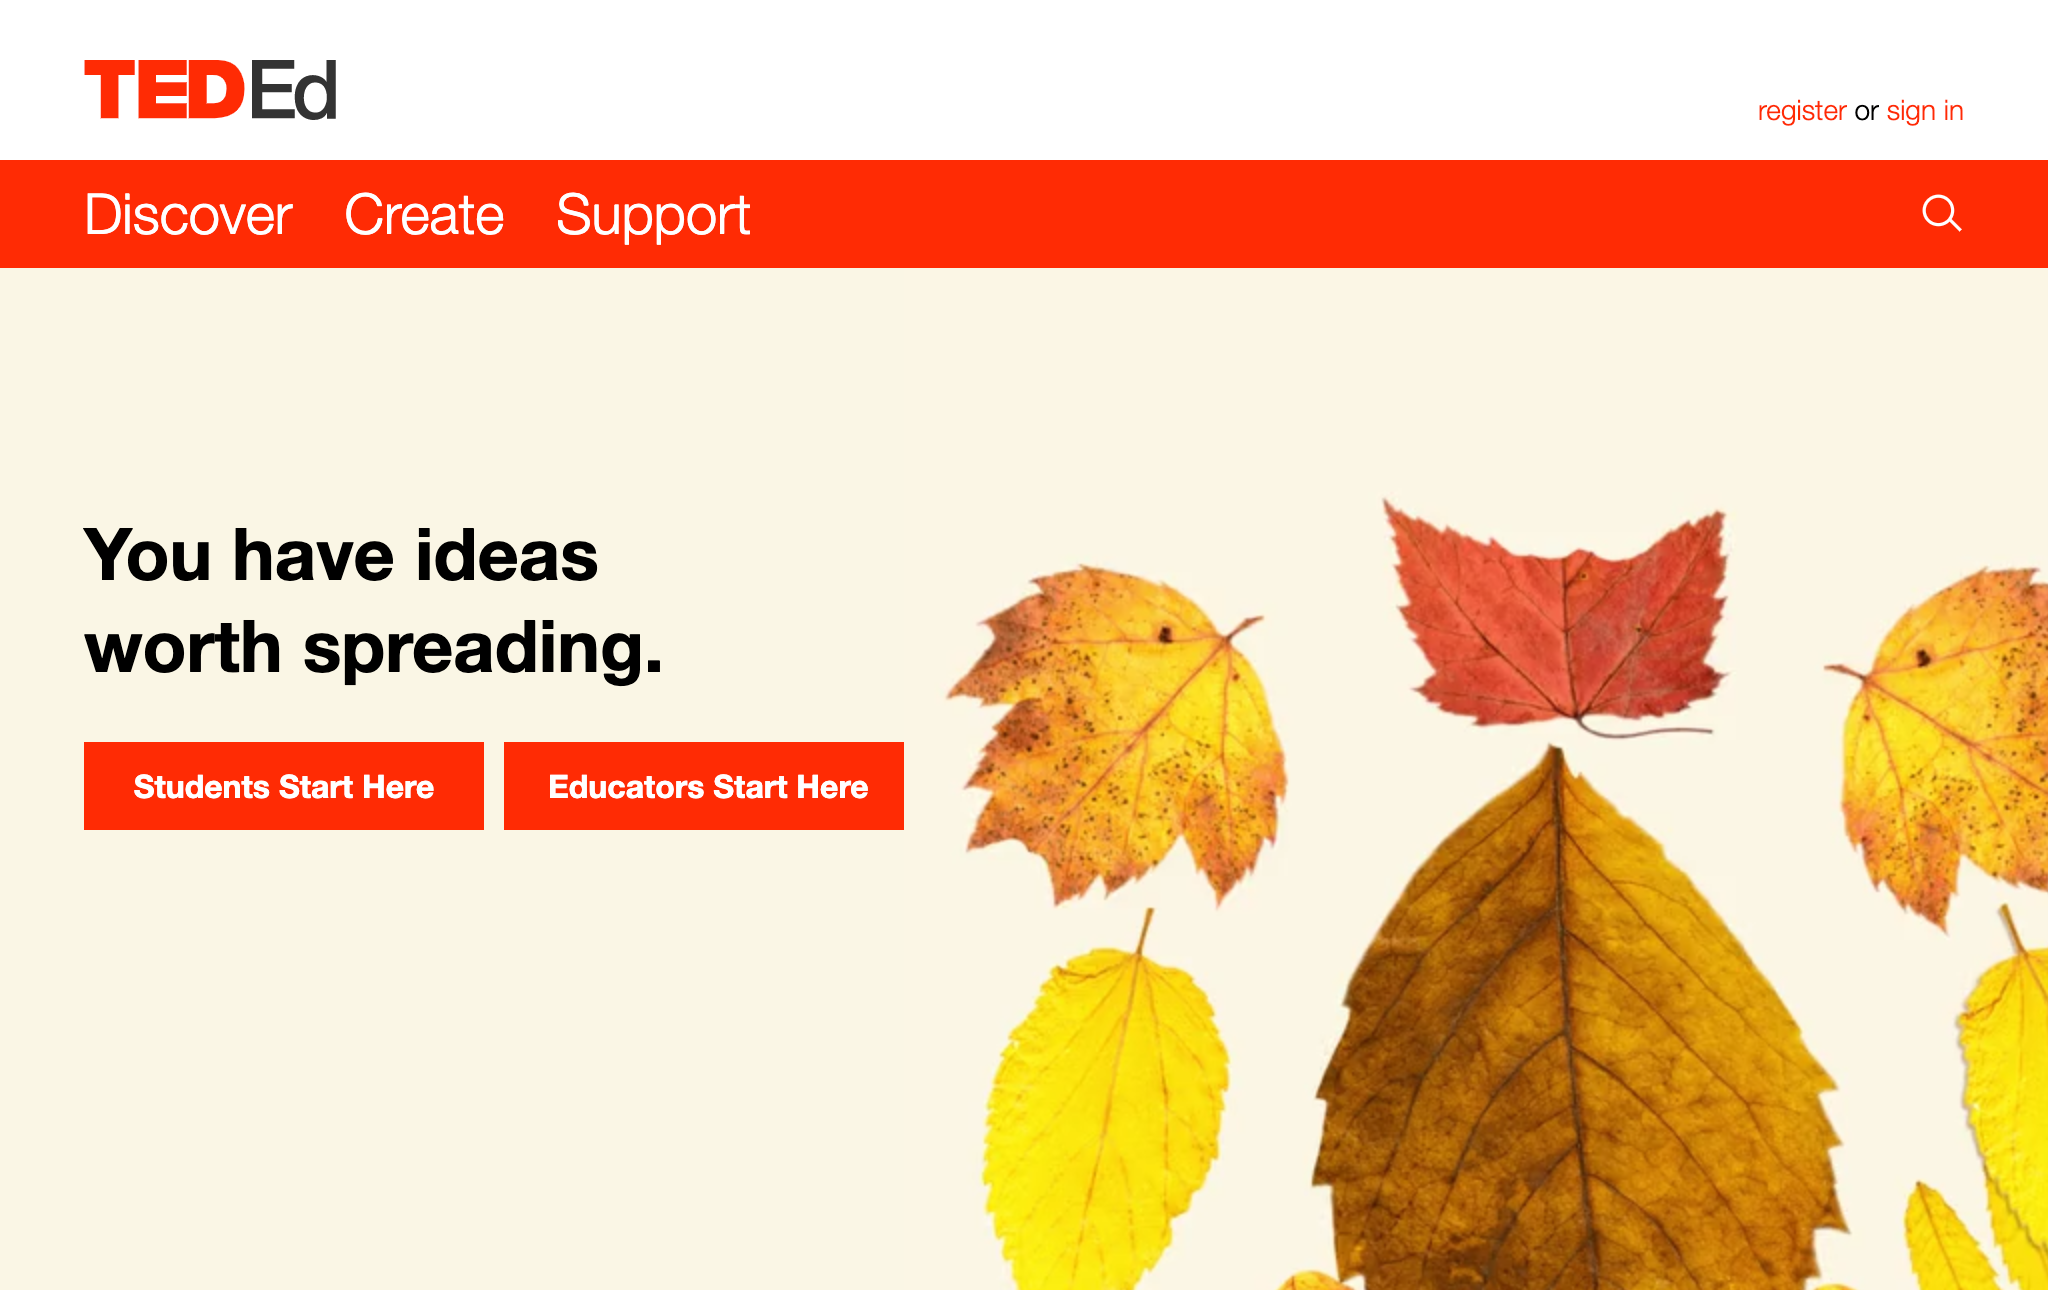 TEDEd
register or sign in
Discover Create Support
You have ideas
worth spreading.
Students Start Here
Educators Start Here